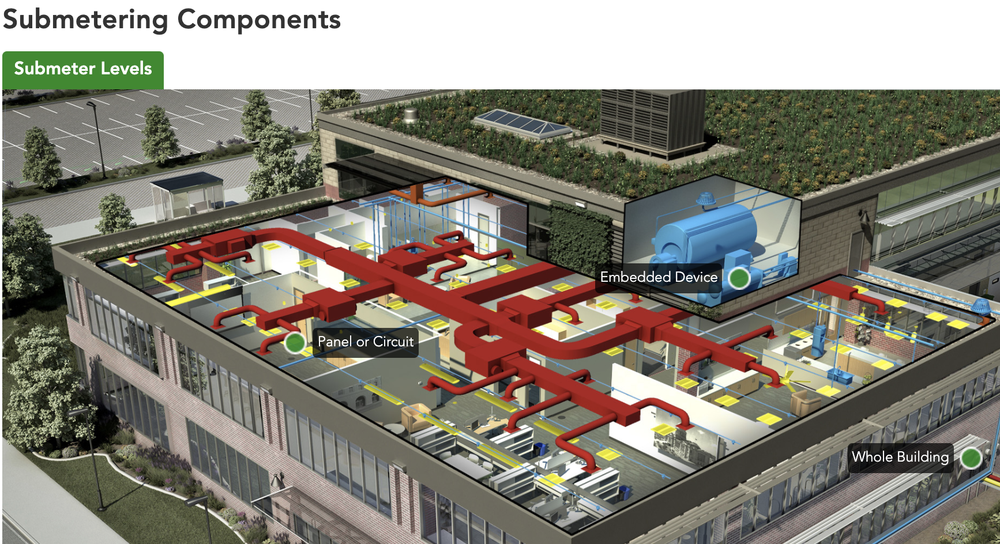 Submetering Components
Submeter Levels
Embedded Device
Panel or Circuit
Whole Building